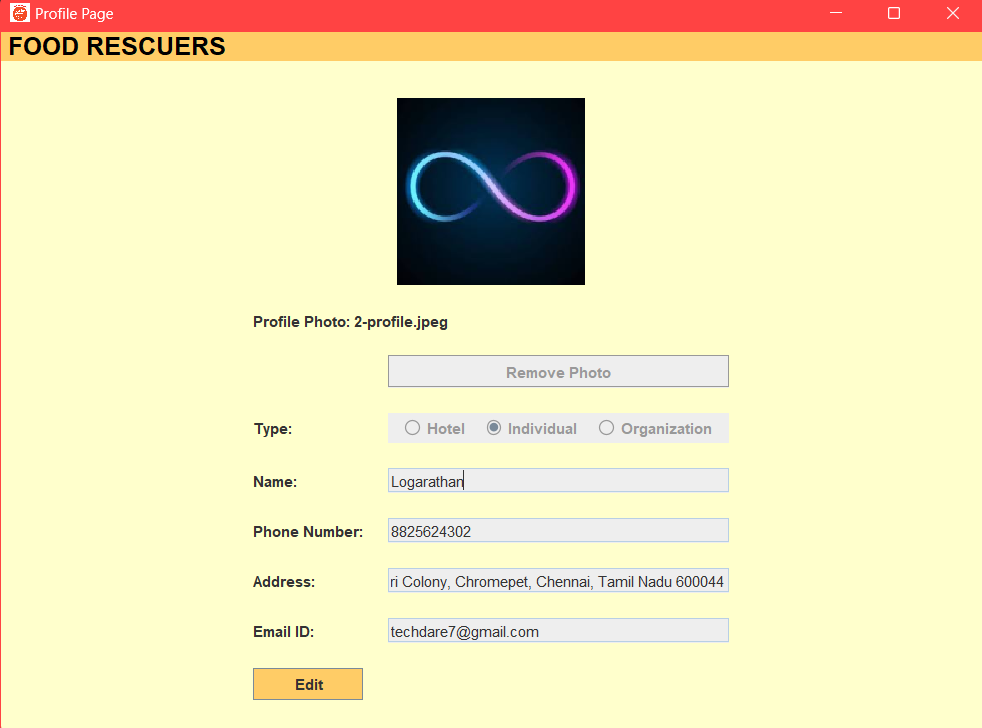 Profile Page
FOOD RESCUERS
Profile Photo: 2-profile.jpeg
Remove Photo
Type: Hotel Individual Organization
Name: Logarathan
Phone Number: 8825624302
Address: ri Colony, Chromepet, Chennai, Tamil Nadu 600044
Email ID: techdare7@gmail.com
Edit